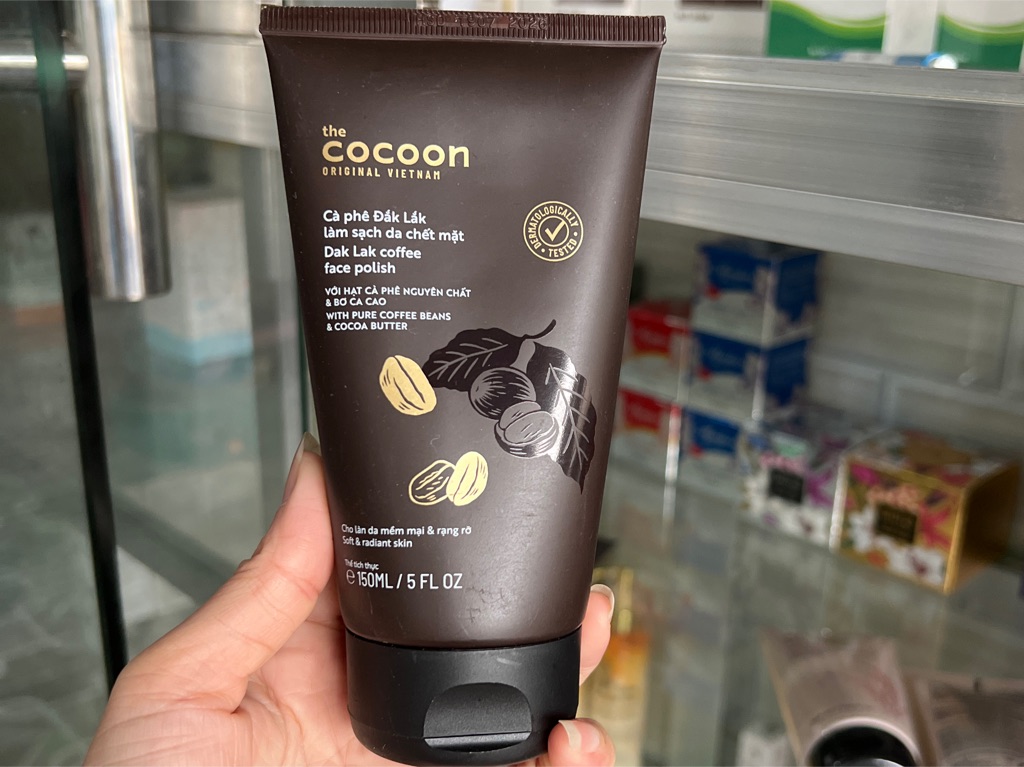 the
cocoon
ORIGINAL VIETNAM
Cà phê Đắk Lắk
làm sạch da chết mặt
Dak Lak coffee
face polish
VỚI HẠT CÀ PHÊ NGUYÊN CHẤT
& BƠ CA CAO
WITH PURE COFFEE BEANS
& COCOA BUTTER
DERMATOLOGICALLY
• TESTED •
Cho làn da mềm mại & rạng rỡ
Soft & radiant skin
Thể tích thực
℮ 150ML / 5 FL OZ